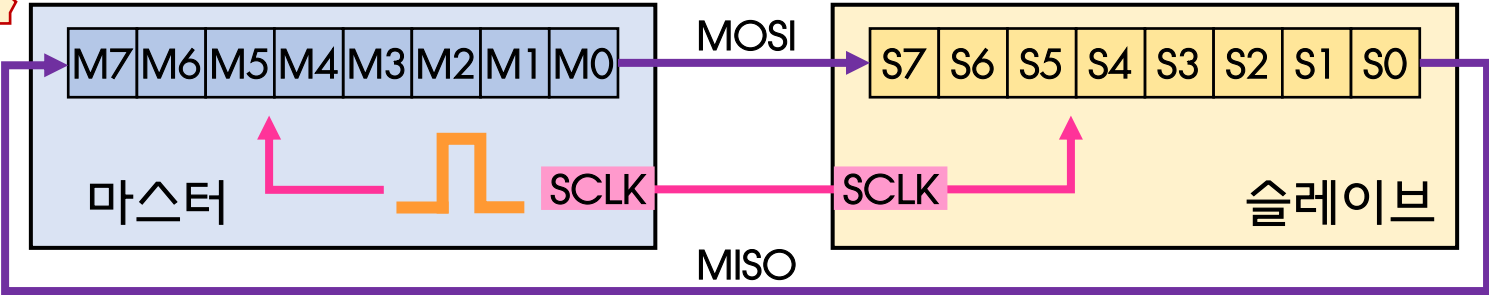 MOSI
M7 M6 M5 M4 M3 M2 M1 M0
S7 S6 S5 S4 S3 S2 S1 S0
SCLK
SCLK
마스터
슬레이브
MISO